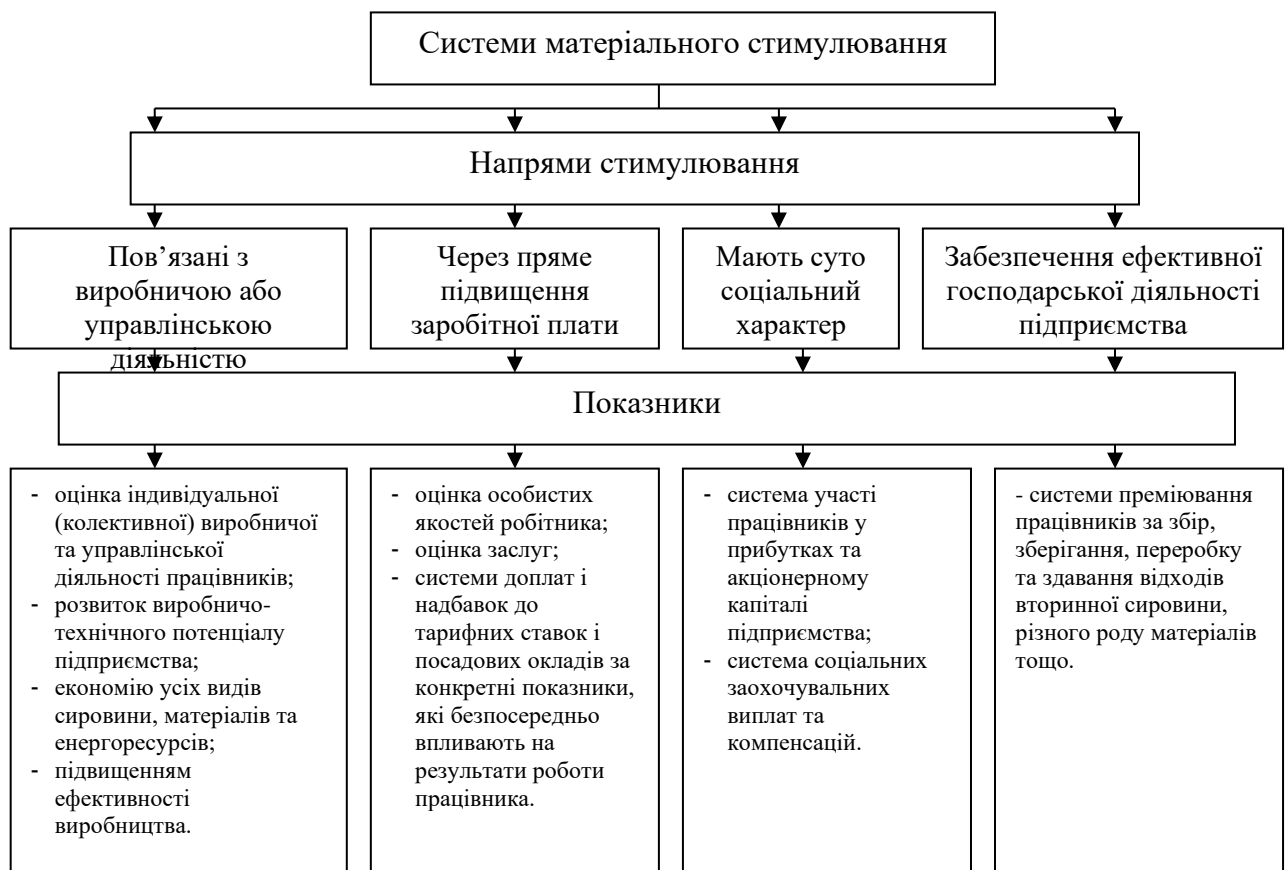 Системи матеріального стимулювання
Напрями стимулювання
Пов’язані з
виробничою або
управлінською
діяльністю
Через пряме
підвищення
заробітної плати
Мають суто
соціальний
характер
Забезпечення ефективної
господарської діяльності
підприємства
Показники
- оцінка індивідуальної
(колективної) виробничої
та управлінської
діяльності працівників;
- розвиток виробничо-
технічного потенціалу
підприємства;
- економію усіх видів
сировини, матеріалів та
енергоресурсів;
- підвищенням
ефективності
виробництва.
- оцінка особистих
якостей робітника;
- оцінка заслуг;
- системи доплат і
надбавок до
тарифних ставок і
посадових окладів за
конкретні показники,
які безпосередньо
впливають на
результати роботи
працівника.
- система участі
працівників у
прибутках та
акціонерному
капіталі
підприємства;
- система соціальних
заохочувальних
виплат та
компенсацій.
- системи преміювання
працівників за збір,
зберігання, переробку
та здавання відходів
вторинної сировини,
різного роду матеріалів
тощо.